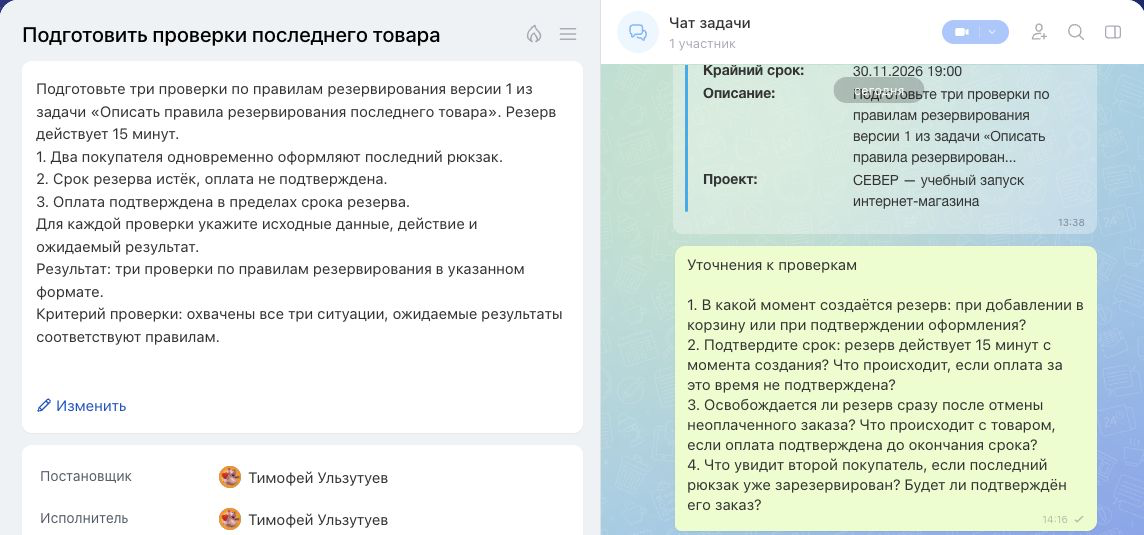 Подготовить проверки последнего товара
Подготовьте три проверки по правилам резервирования версии 1 из
задачи «Описать правила резервирования последнего товара». Резерв
действует 15 минут.
1. Два покупателя одновременно оформляют последний рюкзак.
2. Срок резерва истёк, оплата не подтверждена.
3. Оплата подтверждена в пределах срока резерва.
Для каждой проверки укажите исходные данные, действие и
ожидаемый результат.
Результат: три проверки по правилам резервирования в указанном
формате.
Критерий проверки: охвачены все три ситуации, ожидаемые результаты
соответствуют правилам.
Изменить
Постановщик
Тимофей Ульзутуев
Исполнитель
Тимофей Ульзутуев
Чат задачи
1 участник
Крайний срок:
30.11.2026 19:00
сегодня
Описание:
Подготовьте три проверки по
правилам резервирования
версии 1 из задачи «Описать
правила резервирован...
Проект:
СЕВЕР — учебный запуск
интернет-магазина
13:38
Уточнения к проверкам
1. В какой момент создаётся резерв: при добавлении в
корзину или при подтверждении оформления?
2. Подтвердите срок: резерв действует 15 минут с
момента создания? Что происходит, если оплата за
это время не подтверждена?
3. Освобождается ли резерв сразу после отмены
неоплаченного заказа? Что происходит с товаром,
если оплата подтверждена до окончания срока?
4. Что увидит второй покупатель, если последний
рюкзак уже зарезервирован? Будет ли подтверждён
его заказ?
14:16